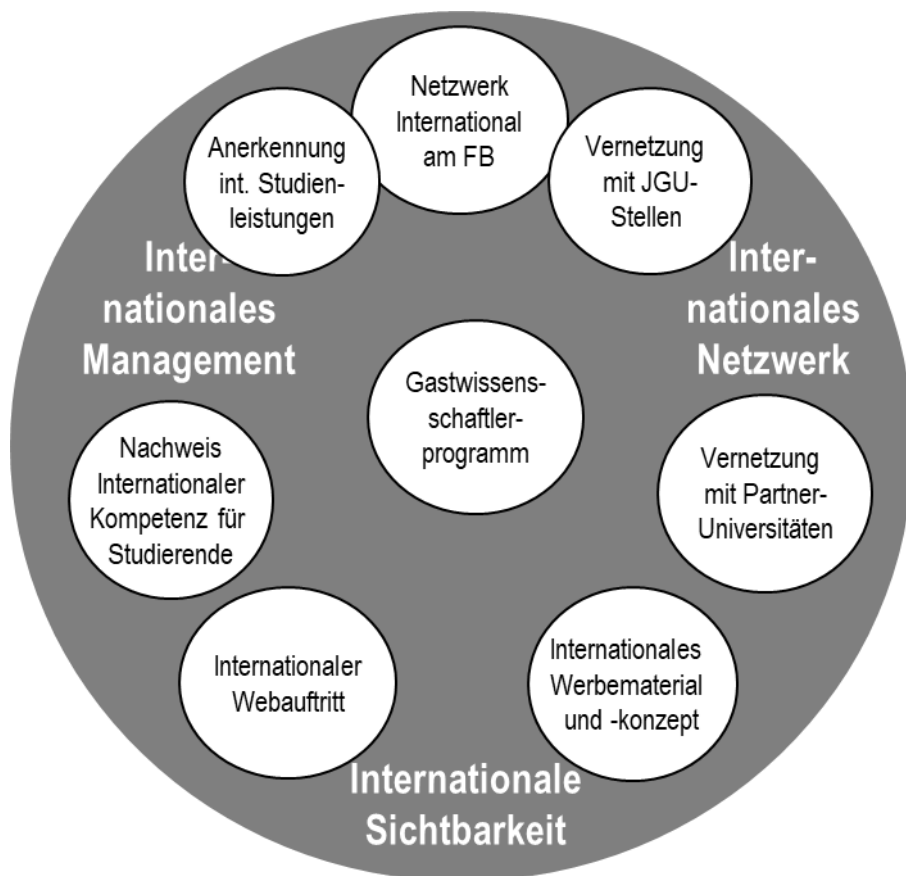 Netzwerk
International
am FB
Anerkennung
int. Studien-
leistungen
Vernetzung
mit JGU-
Stellen
Inter-
nationales
Management
Inter-
nationales
Netzwerk
Gastwissens-
schaftler-
programm
Nachweis
Internationaler
Kompetenz für
Studierende
Vernetzung
mit Partner-
Universitäten
Internationaler
Webauftritt
Internationales
Werbematerial
und -konzept
Internationale
Sichtbarkeit